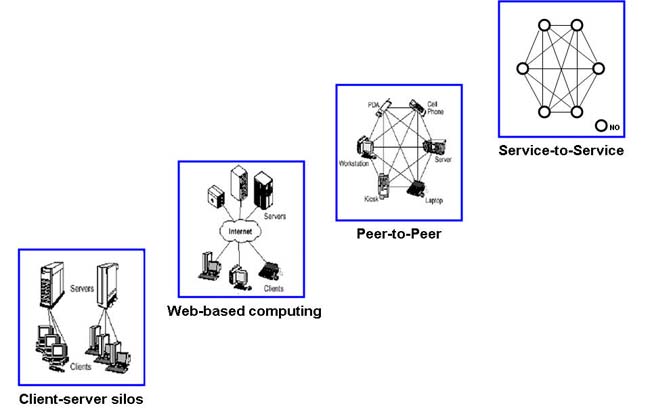 NO
Service-to-Service
PDA
Cell
Phone
Workstation
Server
Kiosk
Laptop
Peer-to-Peer
Servers
Internet
Clients
Web-based computing
Servers
Clients
Client-server silos